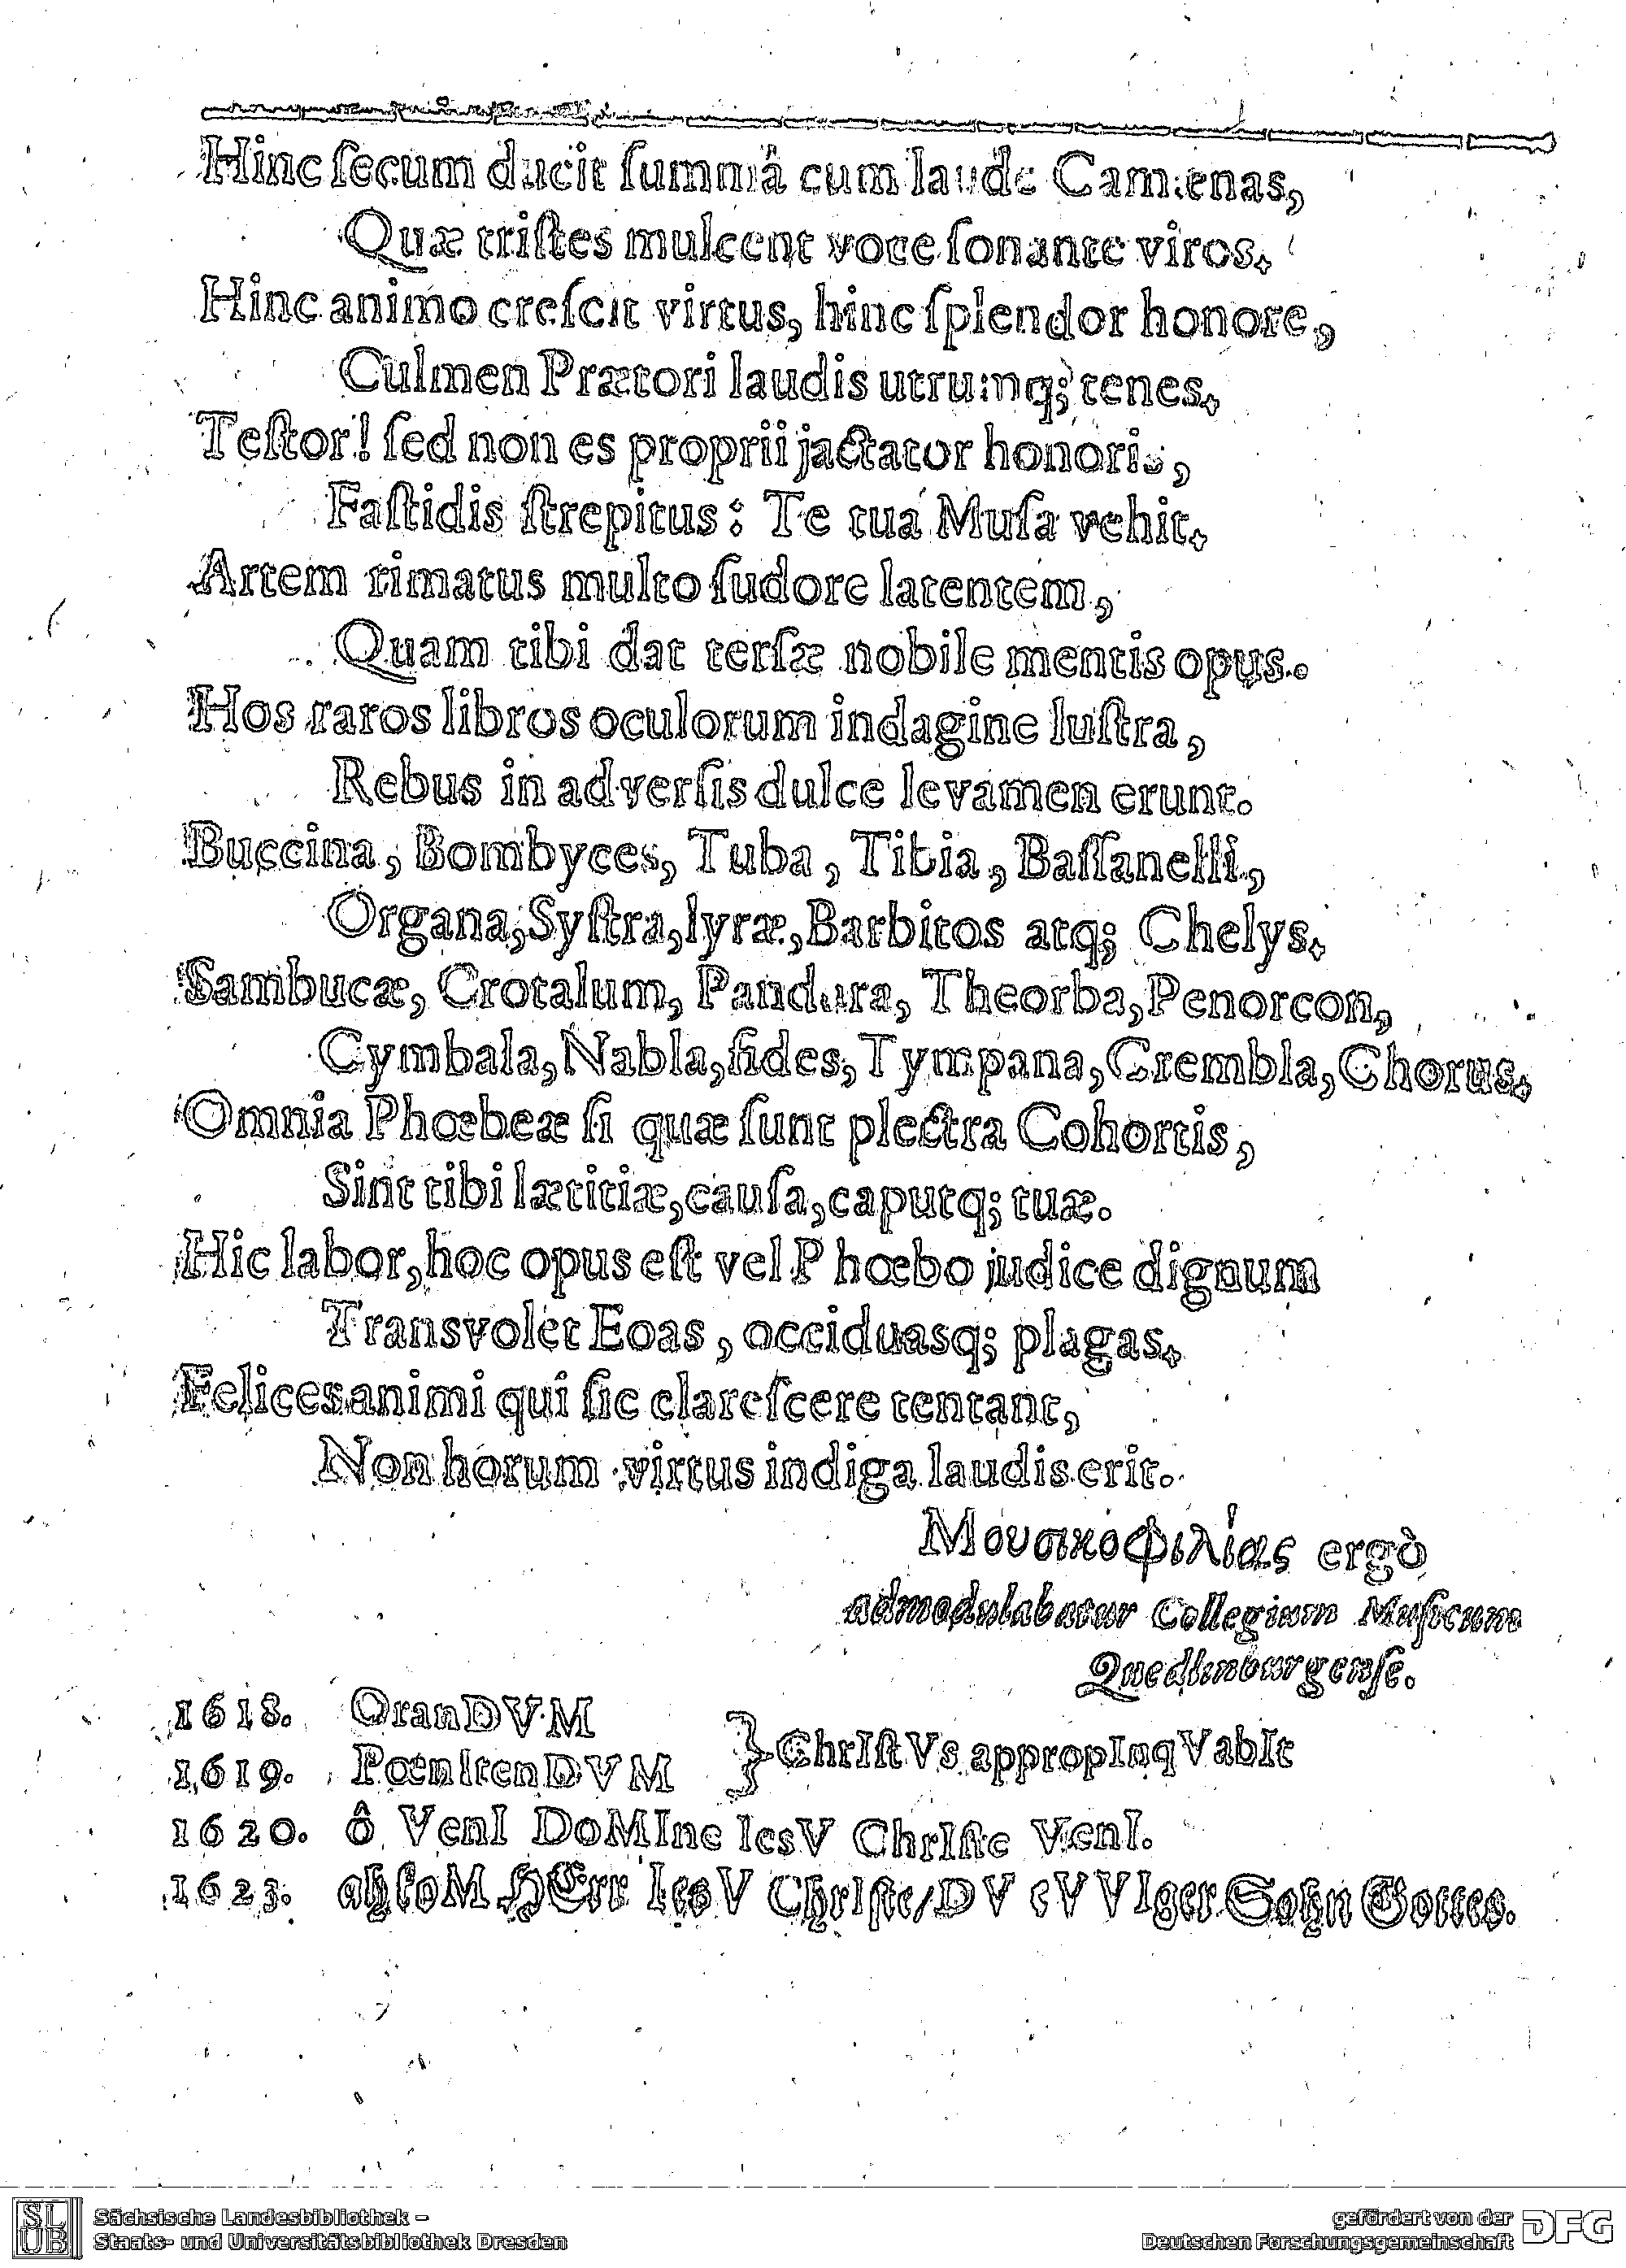 Hinc ſecum ducit ſummâ cum laude Camœnas,
Quæ triſtes mulcent voce ſonante viros.
Hinc animo creſcit virtus, hinc ſplendor honore,
Culmen Prætori laudis utrumq; tenes.
Teſtor! ſed non es proprii jactator honoris,
Faſtidis ſtrepitus: Te tua Muſa vehit.
Artem rimatus multo ſudore latentem,
Quam tibi dat terſæ nobile mentis opus.
Hos raros libros oculorum indagine luſtra,
Rebus in adverſis dulce levamen erunt.
Buccina, Bombyces, Tuba, Tibia, Baſſanelli,
Organa, Syſtra, lyræ, Barbitos atq; Chelys.
Sambucæ, Crotalum, Pandura, Theorba, Penorcon,
Cymbala, Nabla, fides, Tympana, Crembla, Chorus.
Omnia Phœbeæ ſi quæ ſunt plectra Cohortis,
Sint tibi lætitiæ, cauſa, caputq; tuæ.
Hic labor, hoc opus eſt vel Phœbo judice dignum
Transvolet Eoas, occiduasq; plagas.
Felices animi qui ſic clareſcere tentant,
Non horum virtus indiga laudis erit.
Μουσικοφιλίας ergò
admodulabatur Collegium Muſicum
Quedlinburgenſe.
1618. OranDVM
1619. PœnItenDVM } ChrIſtVs appropInqVabIt
1620. ô VenI DoMIne IesV ChrIſte VenI.
1623. ah ſoM HErr IesV ChrIſte/ DV eVVIger Sohn Gottes.
SLUB Sächsische Landesbibliothek –
Staats- und Universitätsbibliothek Dresden
gefördert von der
Deutschen Forschungsgemeinschaft DFG